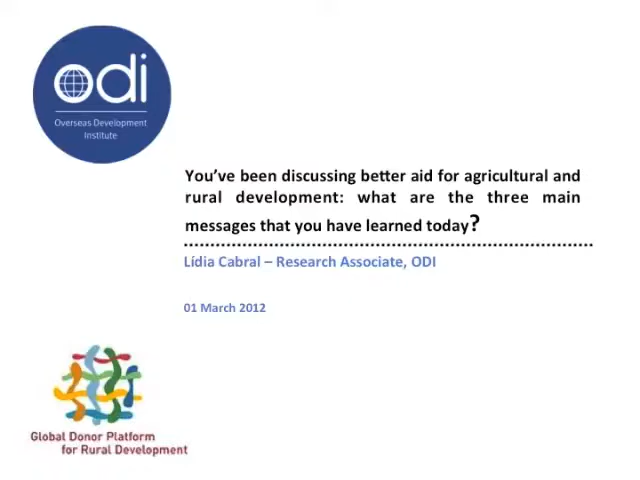 odi
Overseas Development
Institute
You’ve been discussing better aid for agricultural and
rural development: what are the three main
messages that you have learned today?
Lídia Cabral – Research Associate, ODI
01 March 2012
Global Donor Platform
for Rural Development